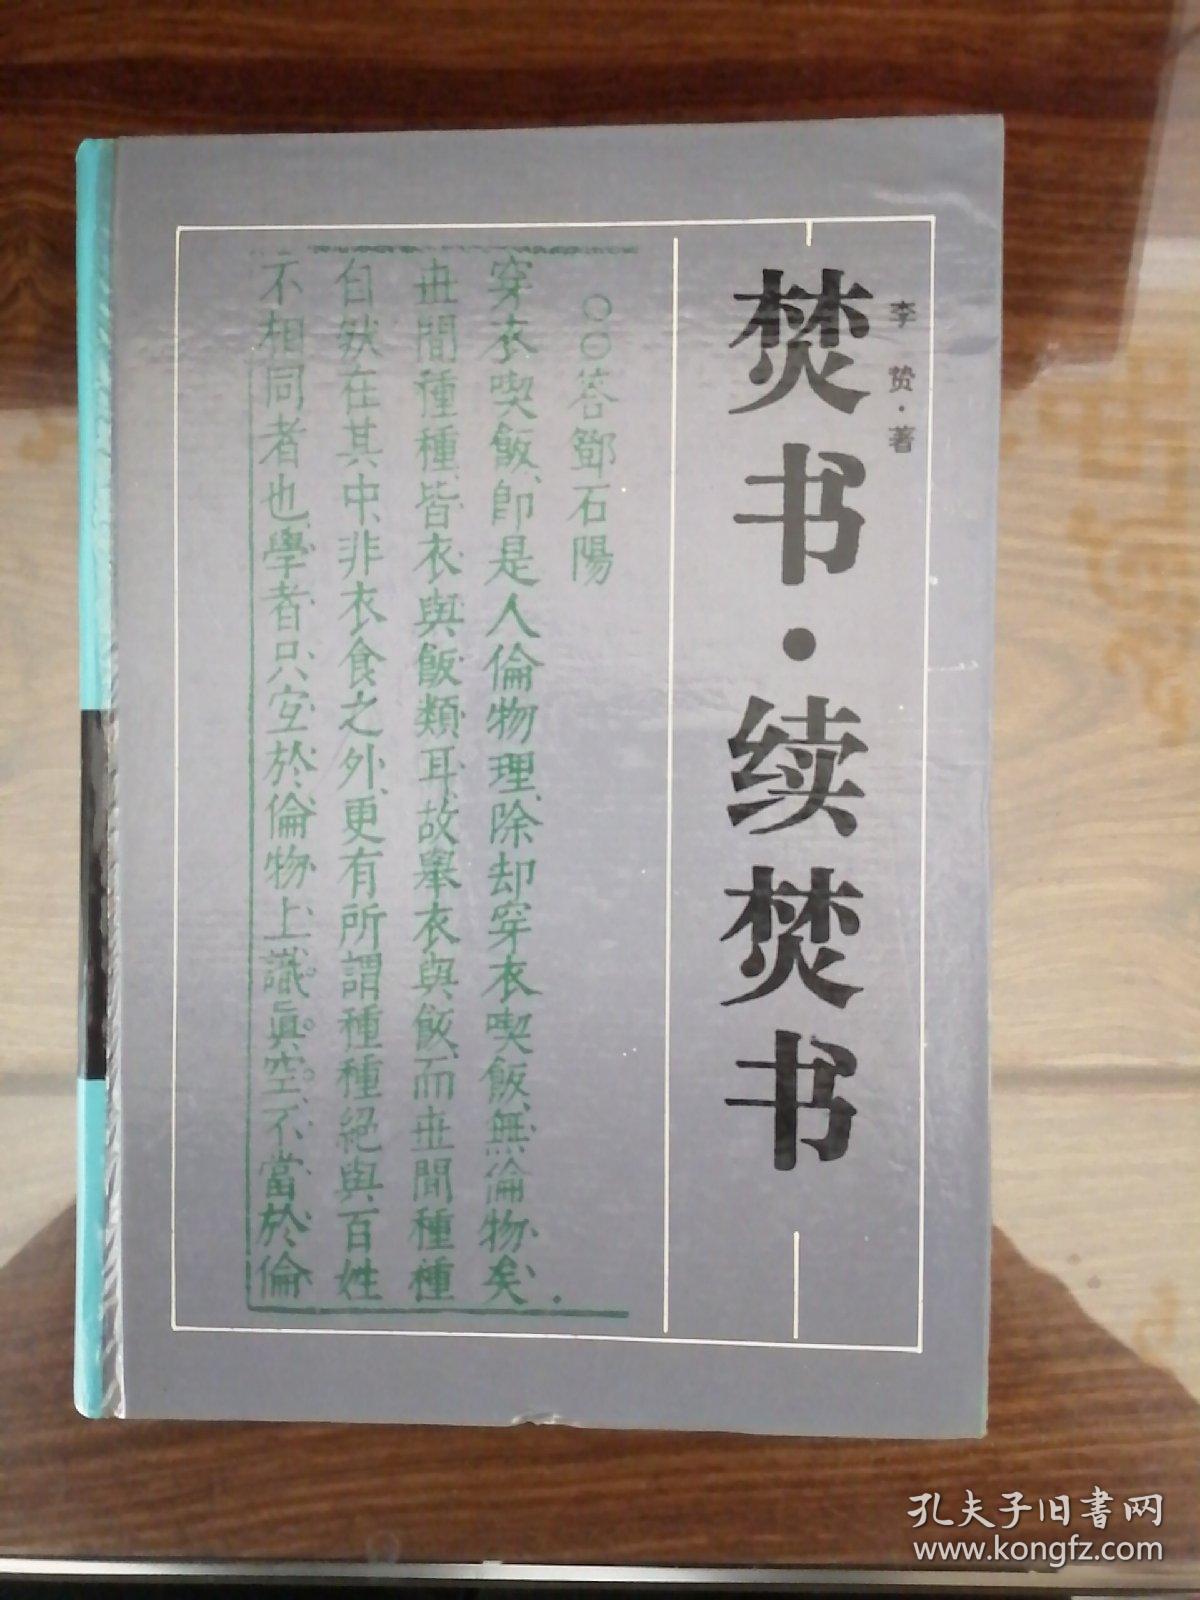 李贽·著
焚书·续焚书
○○答鄧石陽
穿衣喫飯、即是人倫物理、除却穿衣喫飯、無倫物矣、
世間種種、皆衣與飯類耳、故舉衣與飯、而世間種種
自然在其中、非衣食之外、更有所謂種種絕與百姓
不相同者也、學者只宜於倫物上識真空、不當於倫
孔夫子旧書网
www.kongfz.com